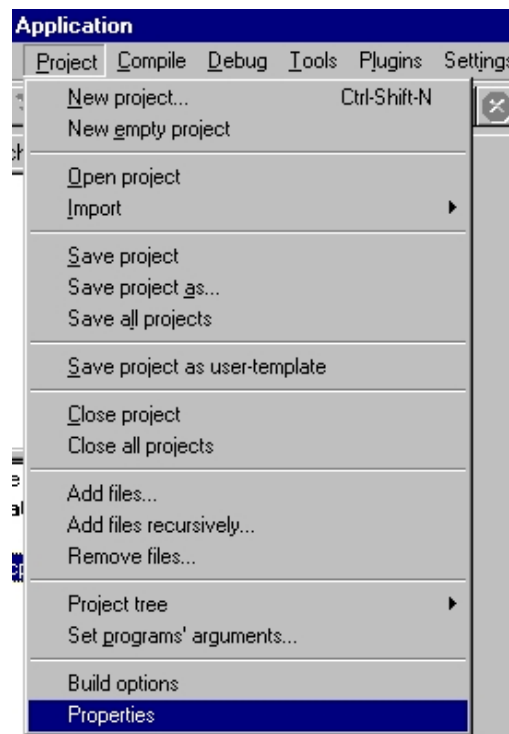 Application
Project Compile Debug Tools Plugins Settings
New project... Ctrl-Shift-N
New empty project
Open project
Import
Save project
Save project as...
Save all projects
Save project as user-template
Close project
Close all projects
Add files...
Add files recursively...
Remove files...
Project tree
Set programs' arguments...
Build options
Properties